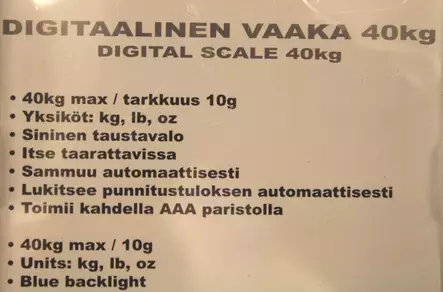 DIGITAALINEN VAAKA 40kg
DIGITAL SCALE 40kg
• 40kg max / tarkkuus 10g
• Yksiköt: kg, lb, oz
• Sininen taustavalo
• Itse taarattavissa
• Sammuu automaattisesti
• Lukitsee punnitustuloksen automaattisesti
• Toimii kahdella AAA paristolla
• 40kg max / 10g
• Units: kg, lb, oz
• Blue backlight